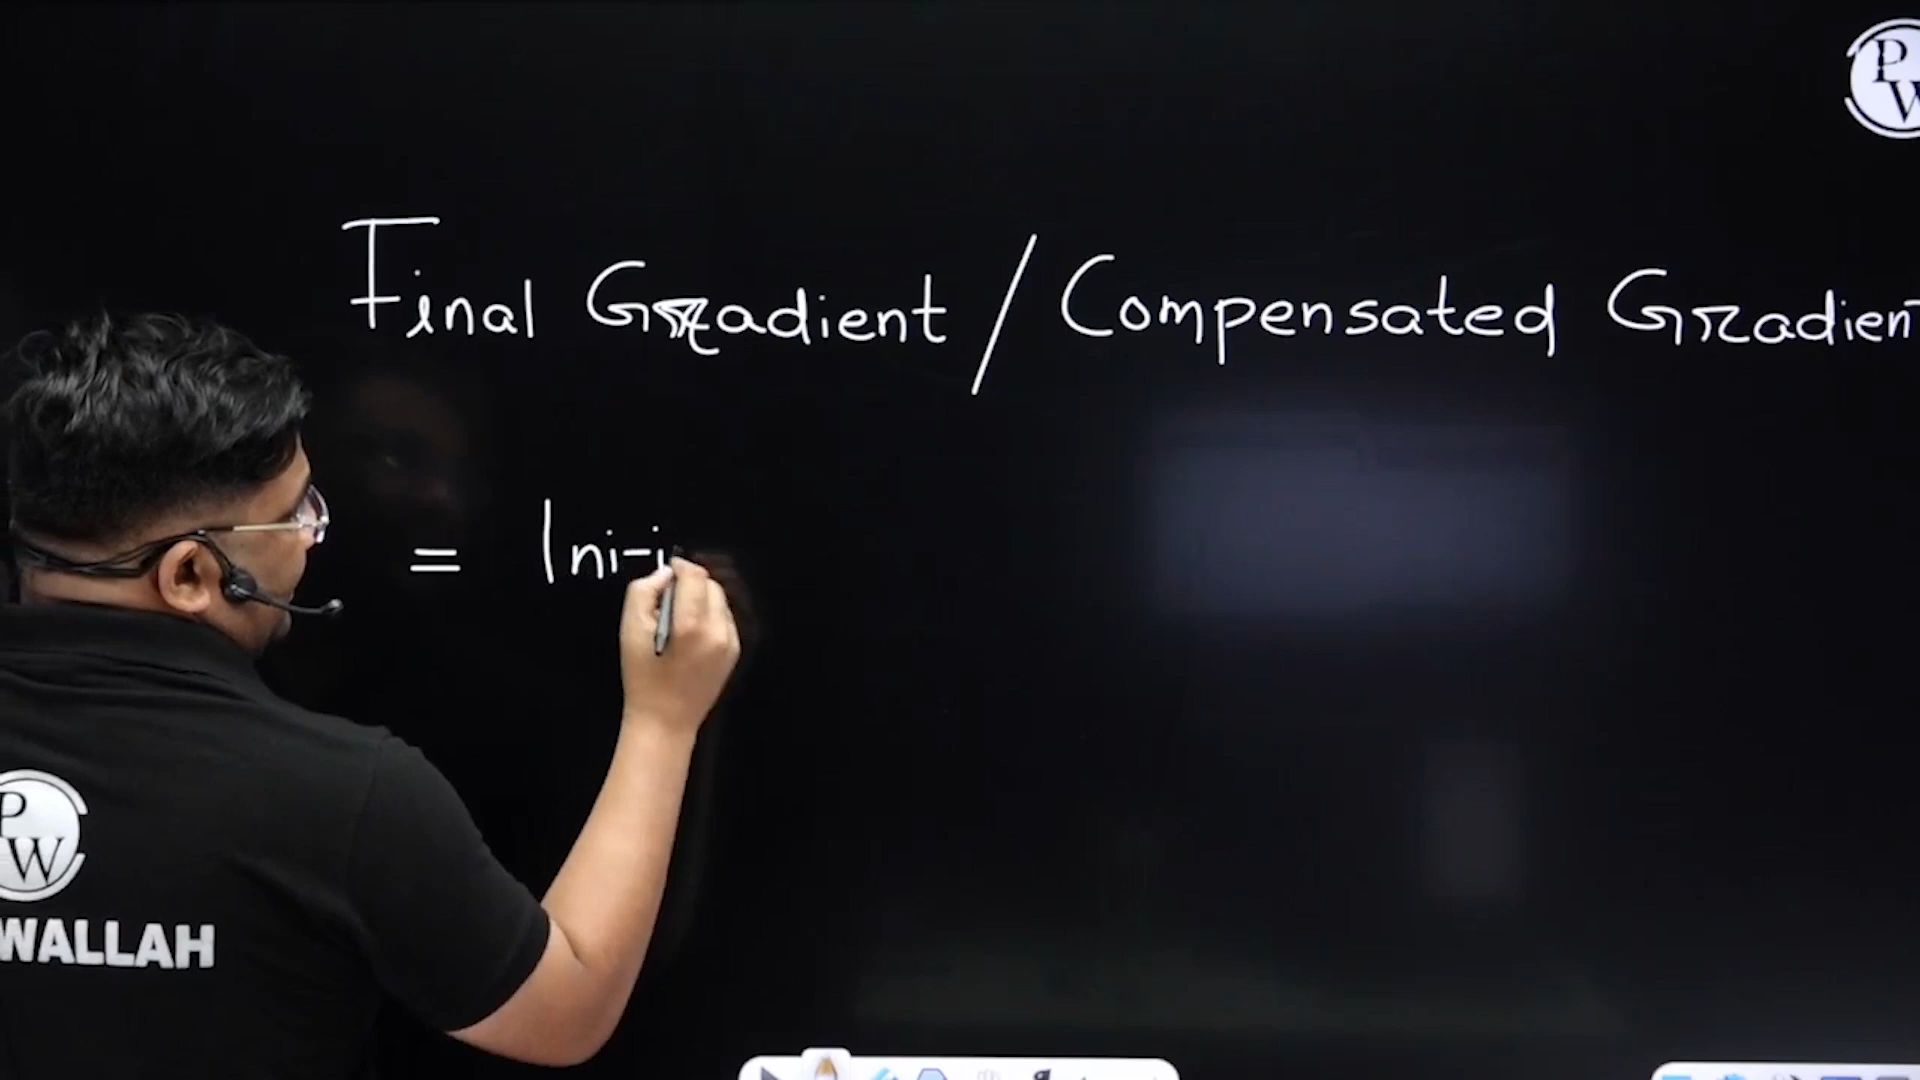 PW
Final Gradient / Compensated Gradient
= Ini-i
PW
WALLAH